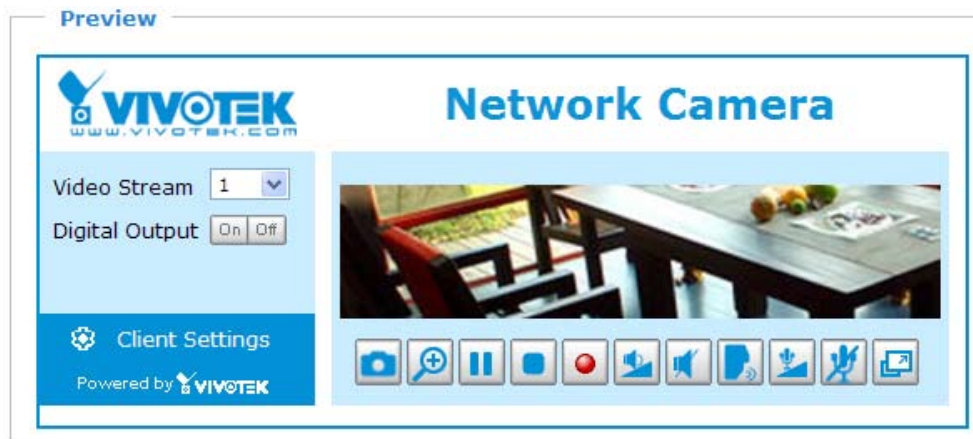 Preview
VIVOTEK
www.vivotek.com
Network Camera
Video Stream 1
Digital Output On Off
Client Settings
Powered by VIVOTEK